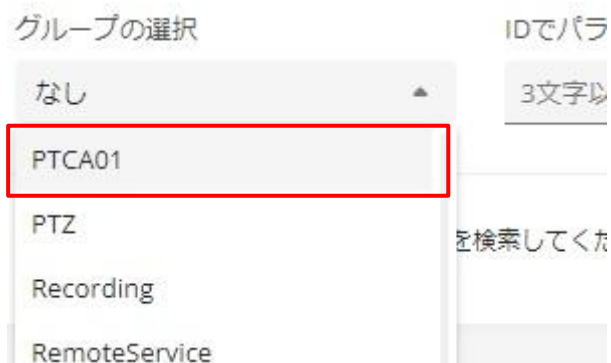 グループの選択
IDでパラ
なし
3文字以
PTCA01
PTZ
を検索してくだ
Recording
RemoteService